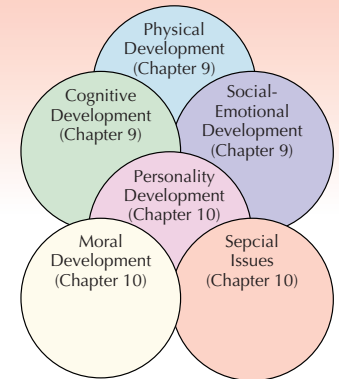 Physical
Development
(Chapter 9)
Cognitive
Development
(Chapter 9)
Social-
Emotional
Development
(Chapter 9)
Personality
Development
(Chapter 10)
Moral
Development
(Chapter 10)
Sepcial
Issues
(Chapter 10)